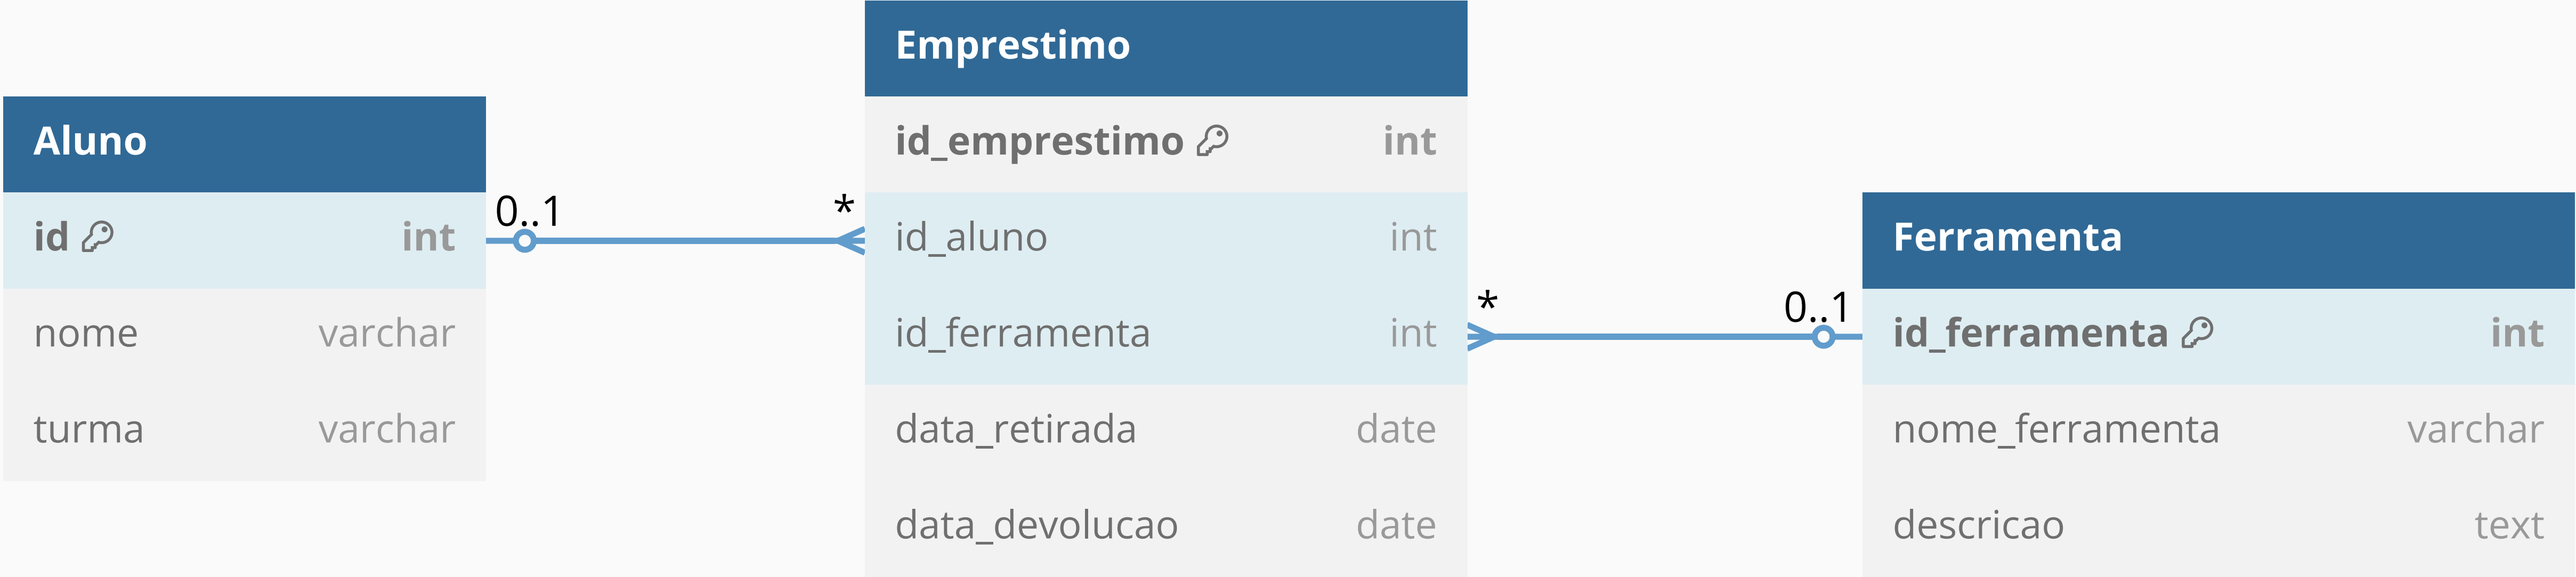 Aluno
id int
nome varchar
turma varchar
0..1 *
Emprestimo
id_emprestimo int
id_aluno int
id_ferramenta int
data_retirada date
data_devolucao date
* 0..1
Ferramenta
id_ferramenta int
nome_ferramenta varchar
descricao text